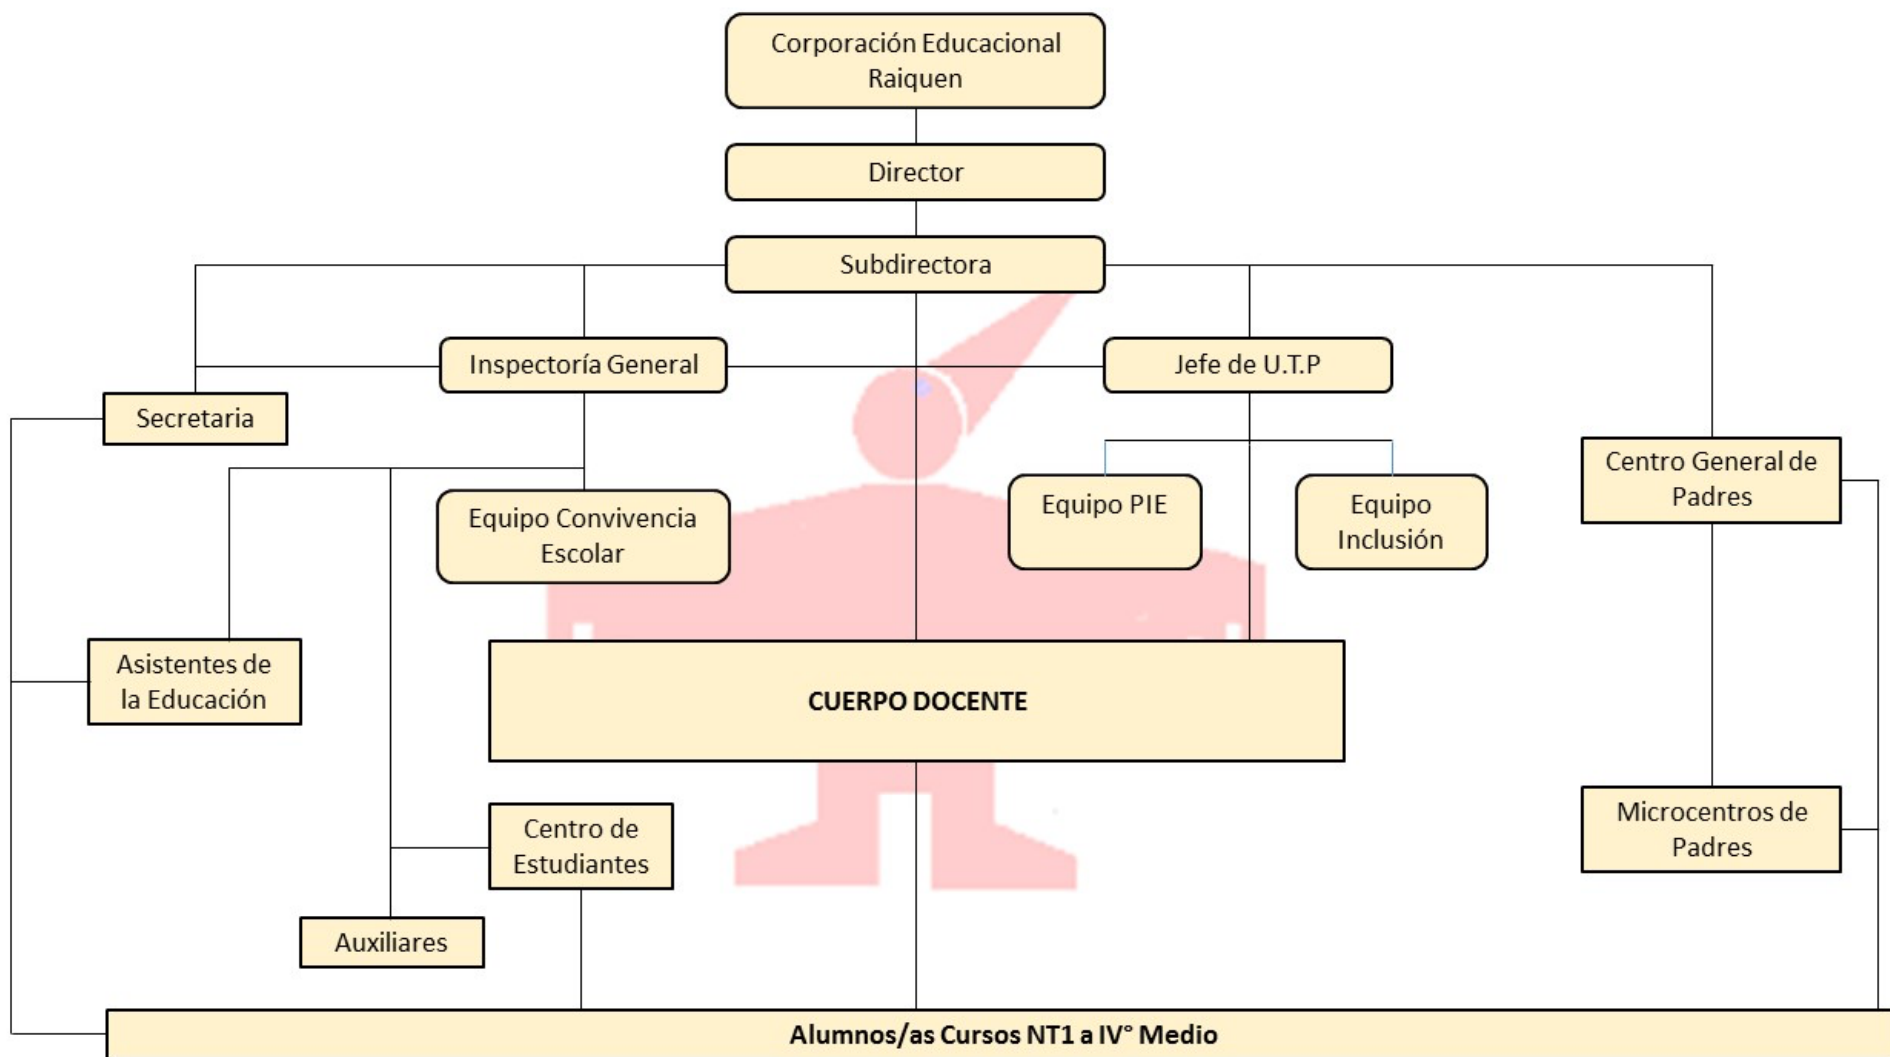 Corporación Educacional
Raiquen
Director
Subdirectora
Inspectoría General
Jefe de U.T.P
Secretaria
Centro General de
Padres
Equipo Convivencia
Escolar
Equipo PIE
Equipo
Inclusión
Asistentes de
la Educación
CUERPO DOCENTE
Centro de
Estudiantes
Microcentros de
Padres
Auxiliares
Alumnos/as Cursos NT1 a IV° Medio